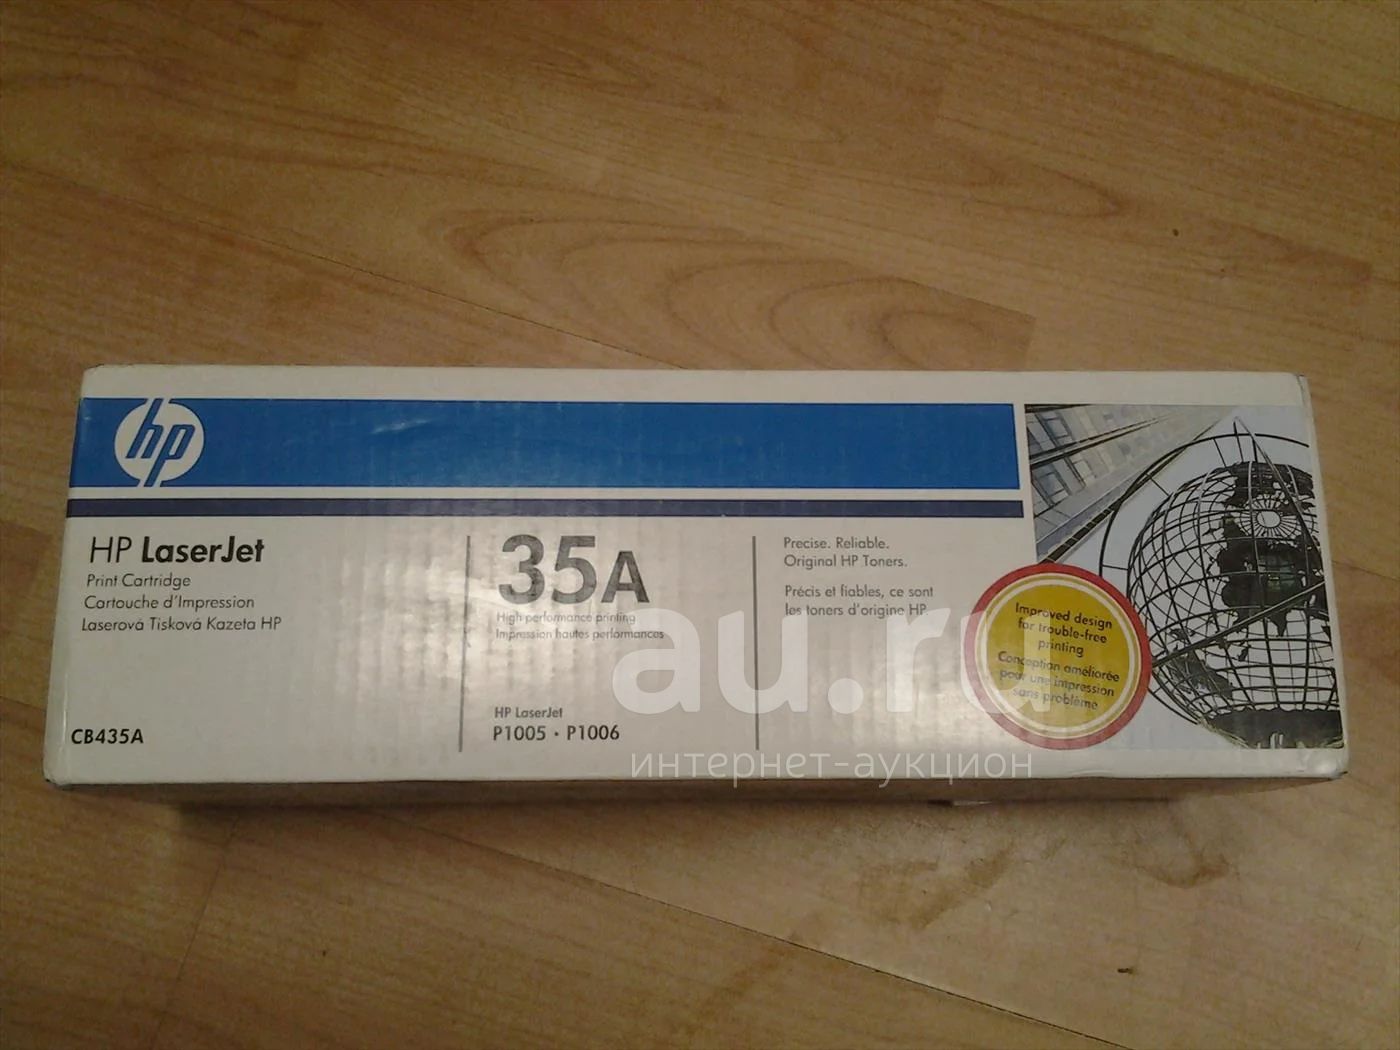 hp
HP LaserJet
Print Cartridge
Cartouche d'Impression
Laserová Tisková Kazeta HP
CB435A
35A
High performance printing
Impression hautes performances
HP LaserJet
P1005 · P1006
Precise. Reliable.
Original HP Toners.
Précis et fiables, ce sont
les toners d'origine HP.
Improved design
for trouble-free
printing
Conception améliorée
pour une impression
sans problème
au.ru
интернет-аукцион